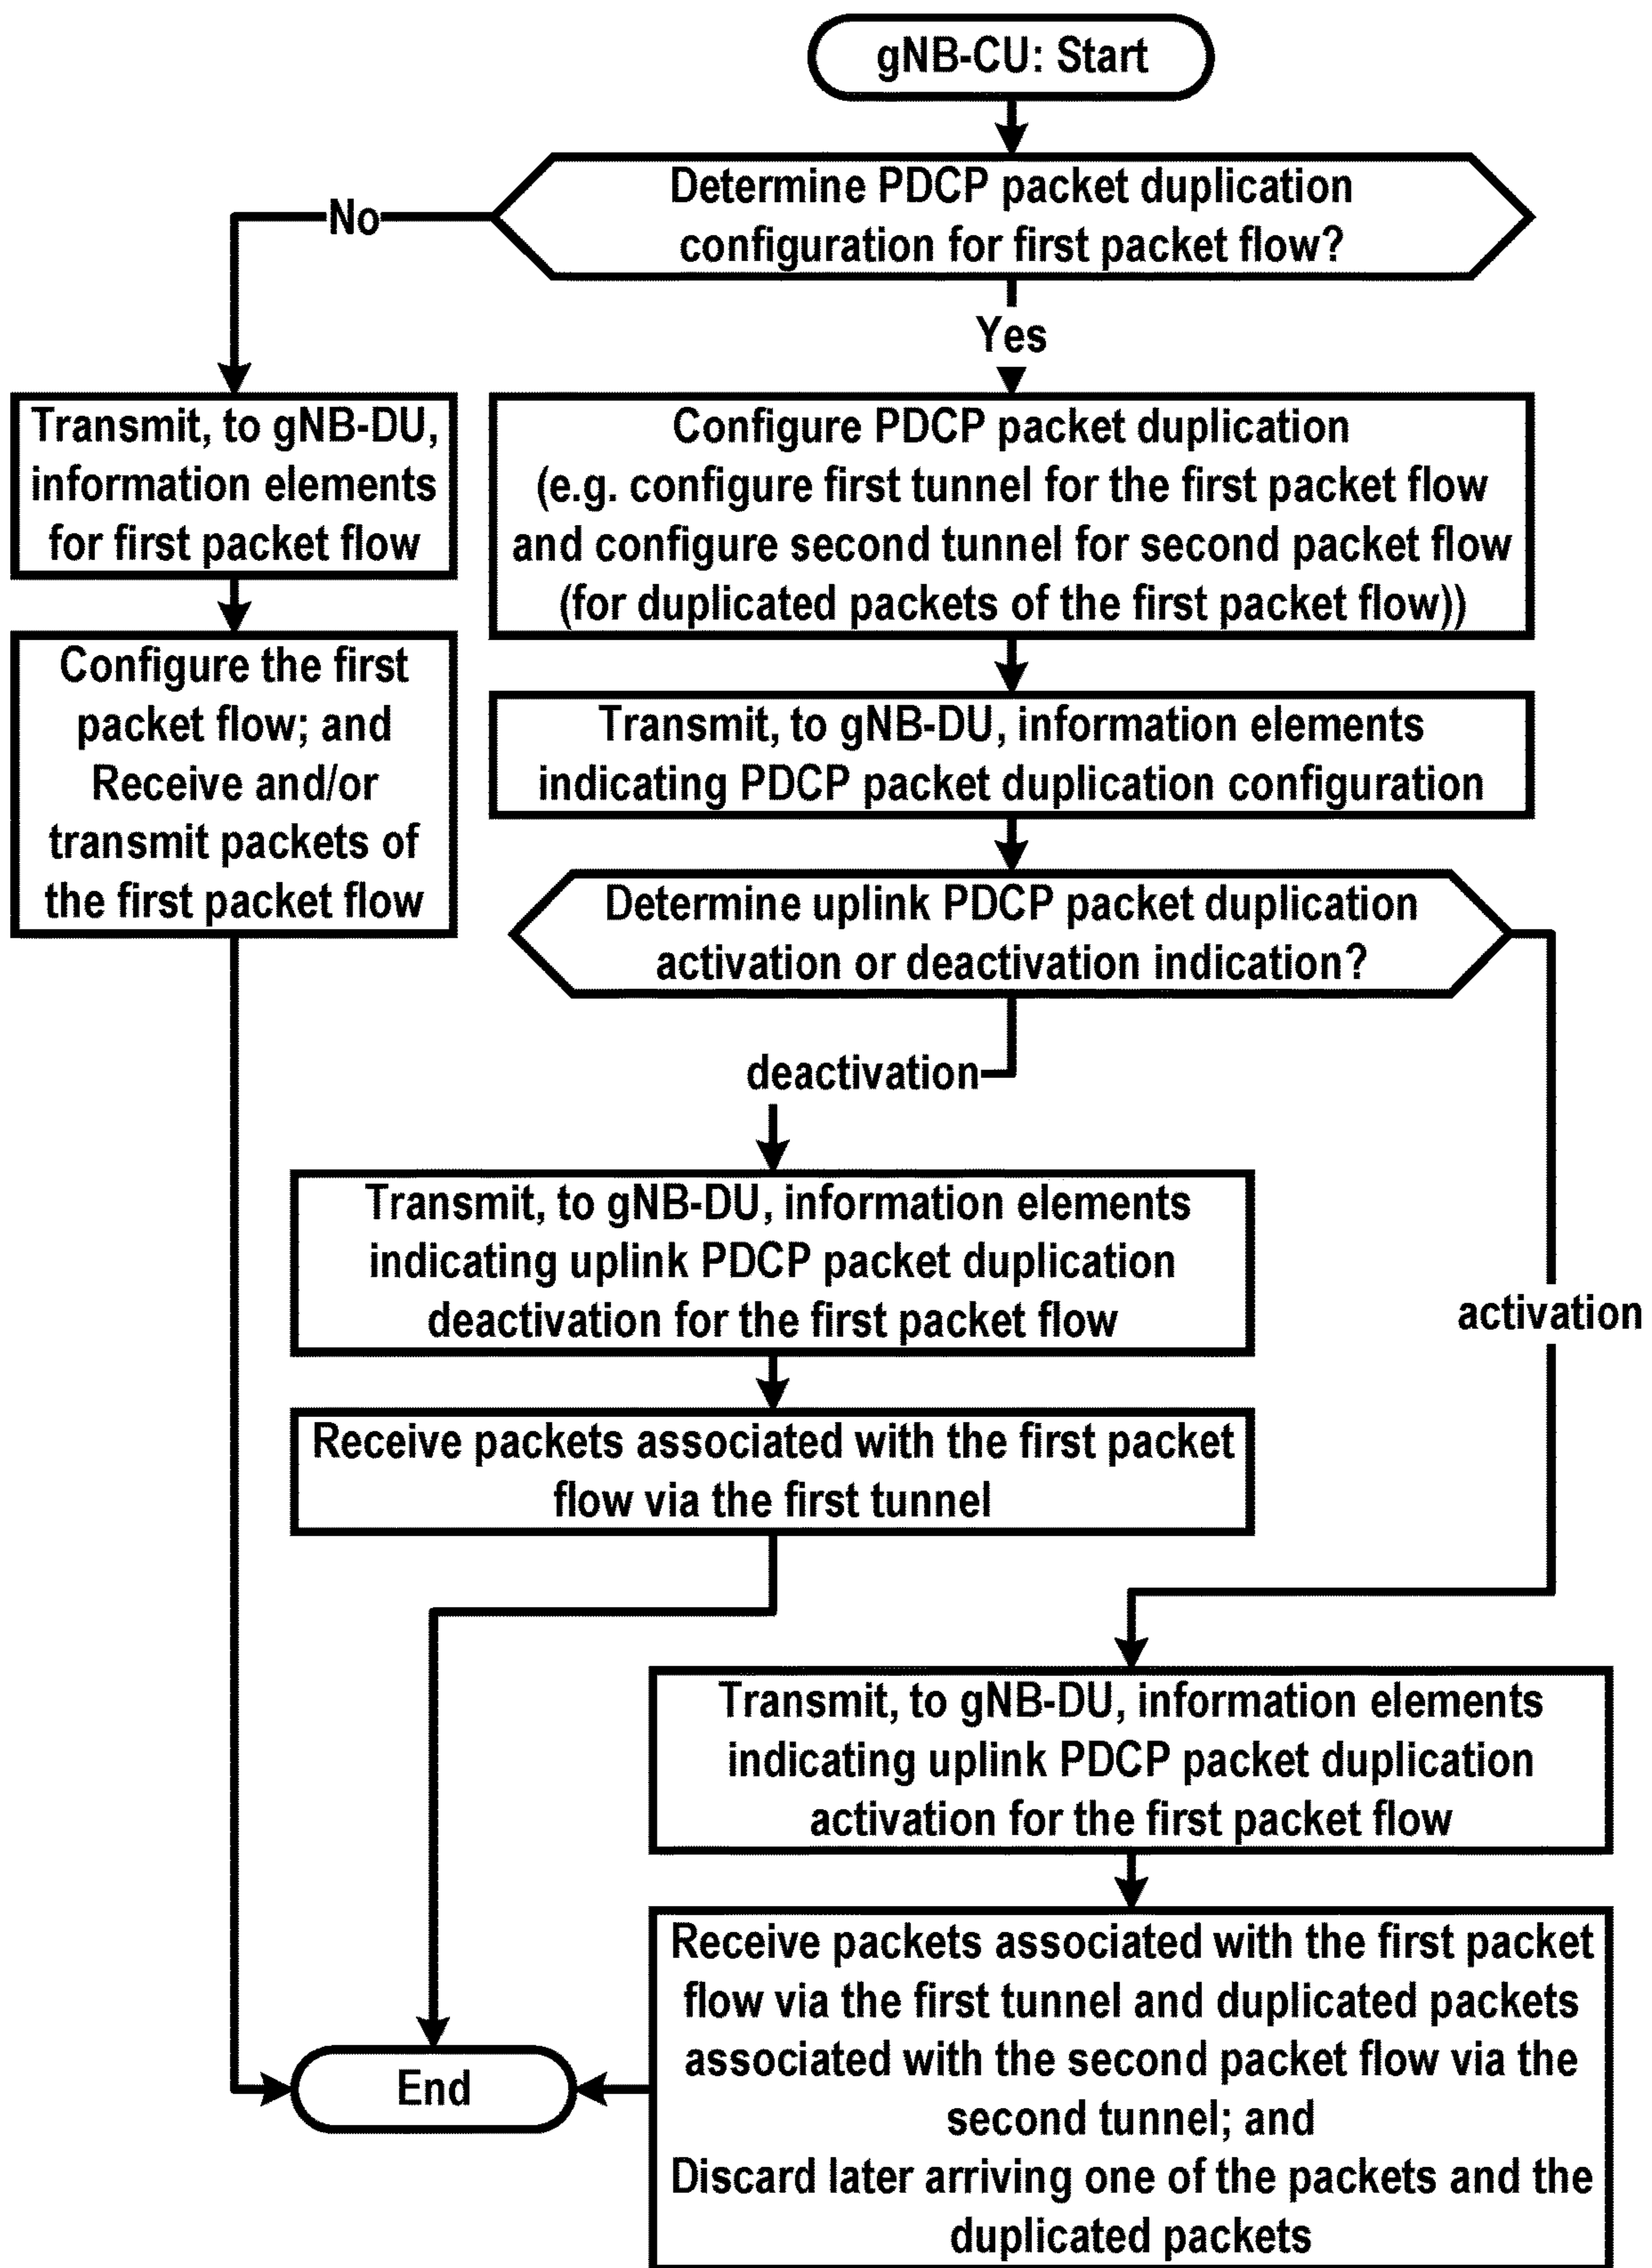 gNB-CU: Start
Determine PDCP packet duplication
configuration for first packet flow?
No
Yes
Transmit, to gNB-DU,
information elements
for first packet flow
Configure the first
packet flow; and
Receive and/or
transmit packets of
the first packet flow
Configure PDCP packet duplication
(e.g. configure first tunnel for the first packet flow
and configure second tunnel for second packet flow
(for duplicated packets of the first packet flow))
Transmit, to gNB-DU, information elements
indicating PDCP packet duplication configuration
Determine uplink PDCP packet duplication
activation or deactivation indication?
deactivation
Transmit, to gNB-DU, information elements
indicating uplink PDCP packet duplication
deactivation for the first packet flow
activation
Receive packets associated with the first packet
flow via the first tunnel
Transmit, to gNB-DU, information elements
indicating uplink PDCP packet duplication
activation for the first packet flow
Receive packets associated with the first packet
flow via the first tunnel and duplicated packets
associated with the second packet flow via the
second tunnel; and
Discard later arriving one of the packets and the
duplicated packets
End